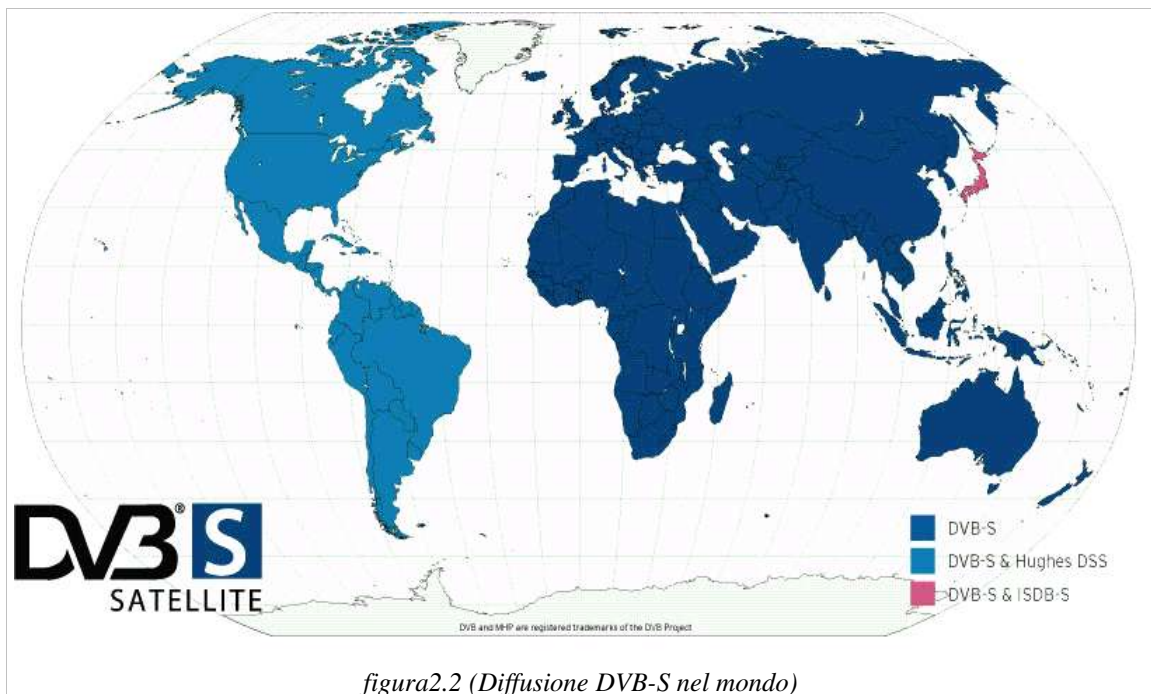 DVB® S
SATELLITE
DVB-S
DVB-S & Hughes DSS
DVB-S & ISDB-S
DVB and MHP are registered trademarks of the DVB Project
figura2.2 (Diffusione DVB-S nel mondo)